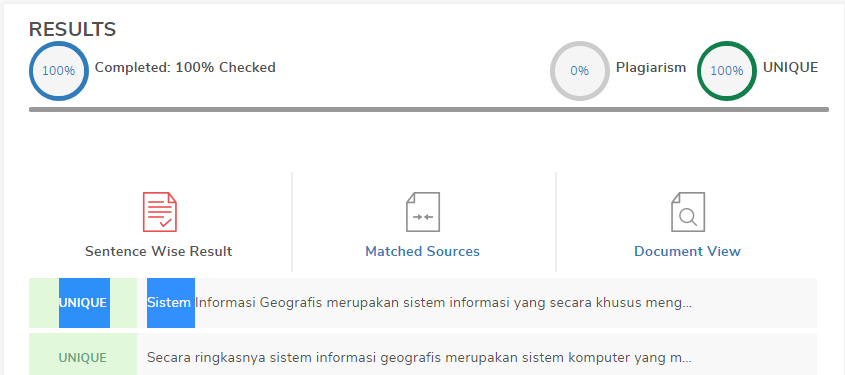 RESULTS
100% Completed: 100% Checked 0% Plagiarism 100% UNIQUE
Sentence Wise Result Matched Sources Document View
UNIQUE Sistem Informasi Geografis merupakan sistem informasi yang secara khusus meng...
UNIQUE Secara ringkasnya sistem informasi geografis merupakan sistem komputer yang m...